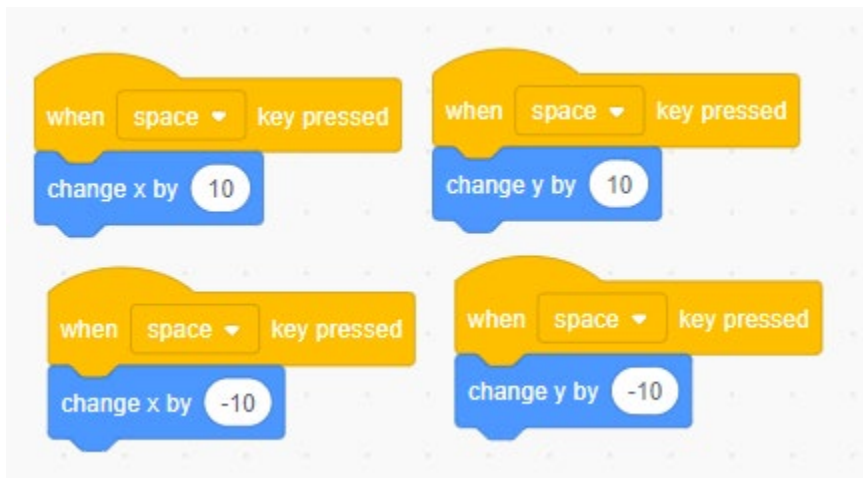 when space key pressed
change x by 10
when space key pressed
change y by 10
when space key pressed
change x by -10
when space key pressed
change y by -10